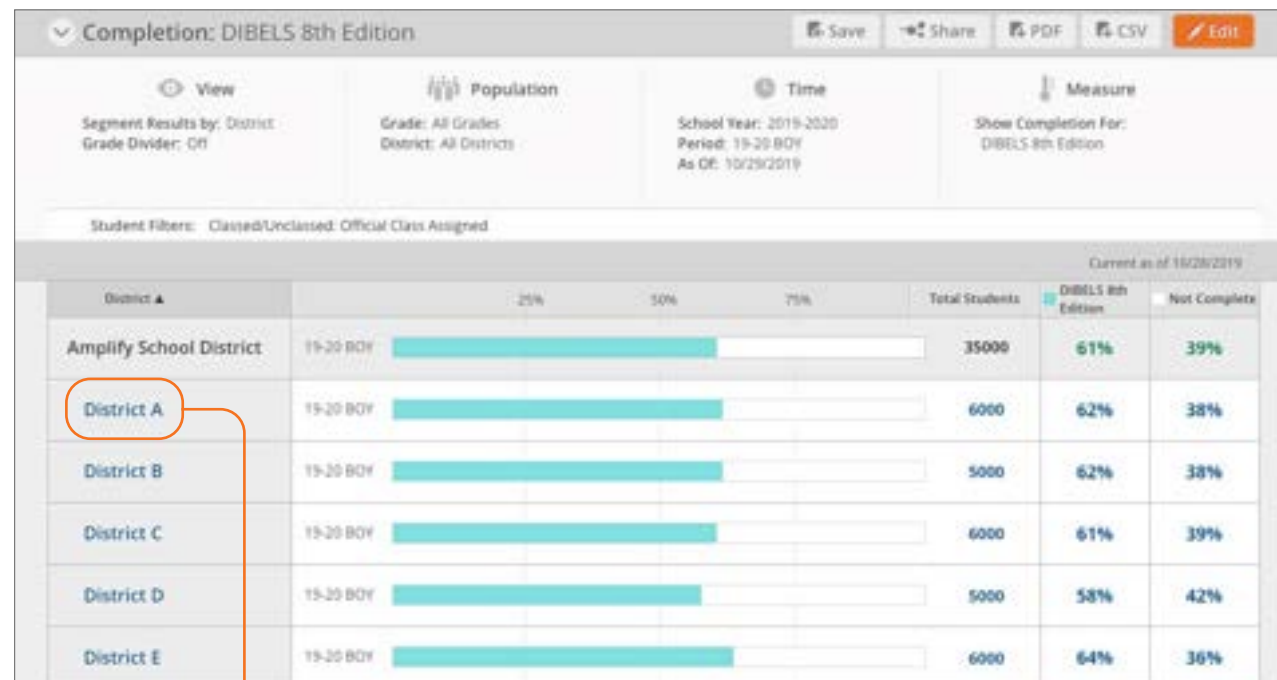 Completion: DIBELS 8th Edition Save Share PDF CSV Edit
View Population Time Measure
Segment Results by: District Grade: All Grades School Year: 2019-2020 Show Completion For:
Grade Divider: Off District: All Districts Period: 19-20 BOY DIBELS 8th Edition
As Of: 10/29/2019
Student Filters: Classed/Unclassed: Official Class Assigned
Current as of 10/28/2019
District ▲ 25% 50% 75% Total Students DIBELS 8th Edition Not Complete
Amplify School District 19-20 BOY 35000 61% 39%
District A 19-20 BOY 6000 62% 38%
District B 19-20 BOY 5000 62% 38%
District C 19-20 BOY 6000 61% 39%
District D 19-20 BOY 5000 58% 42%
District E 19-20 BOY 6000 64% 36%